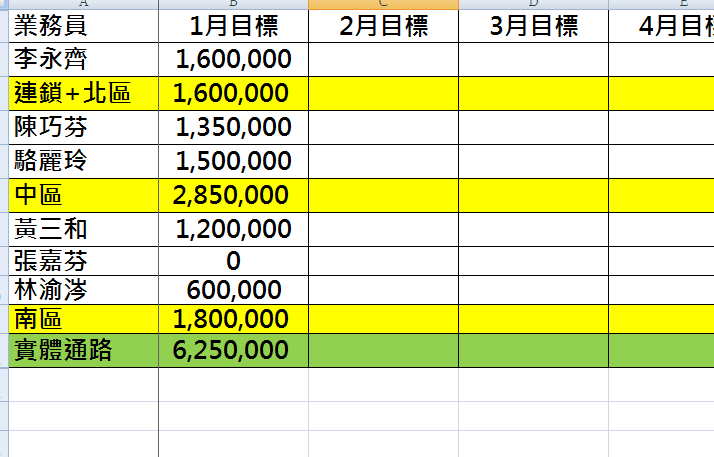 A B C D E
業務員 1月目標 2月目標 3月目標 4月目
李永齊 1,600,000
連鎖+北區 1,600,000
陳巧芬 1,350,000
駱麗玲 1,500,000
中區 2,850,000
黃三和 1,200,000
張嘉芬 0
林渝涔 600,000
南區 1,800,000
實體通路 6,250,000